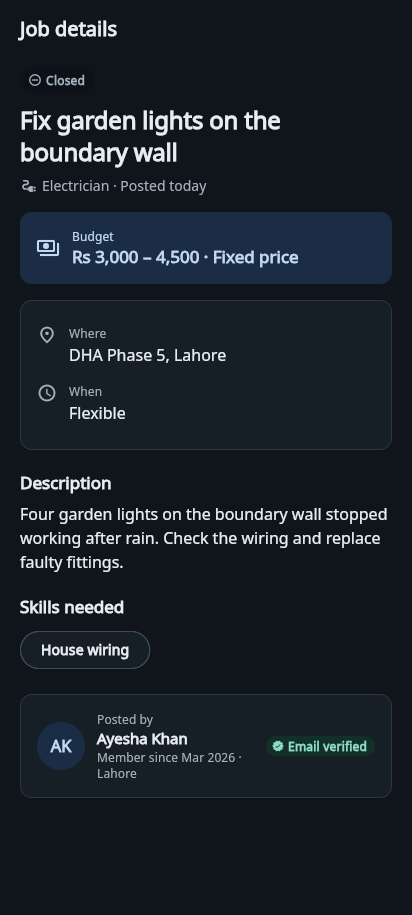 Job details
Closed
Fix garden lights on the
boundary wall
Electrician · Posted today
Budget
Rs 3,000 – 4,500 · Fixed price
Where
DHA Phase 5, Lahore
When
Flexible
Description
Four garden lights on the boundary wall stopped
working after rain. Check the wiring and replace
faulty fittings.
Skills needed
House wiring
AK
Posted by
Ayesha Khan
Member since Mar 2026 ·
Lahore
Email verified